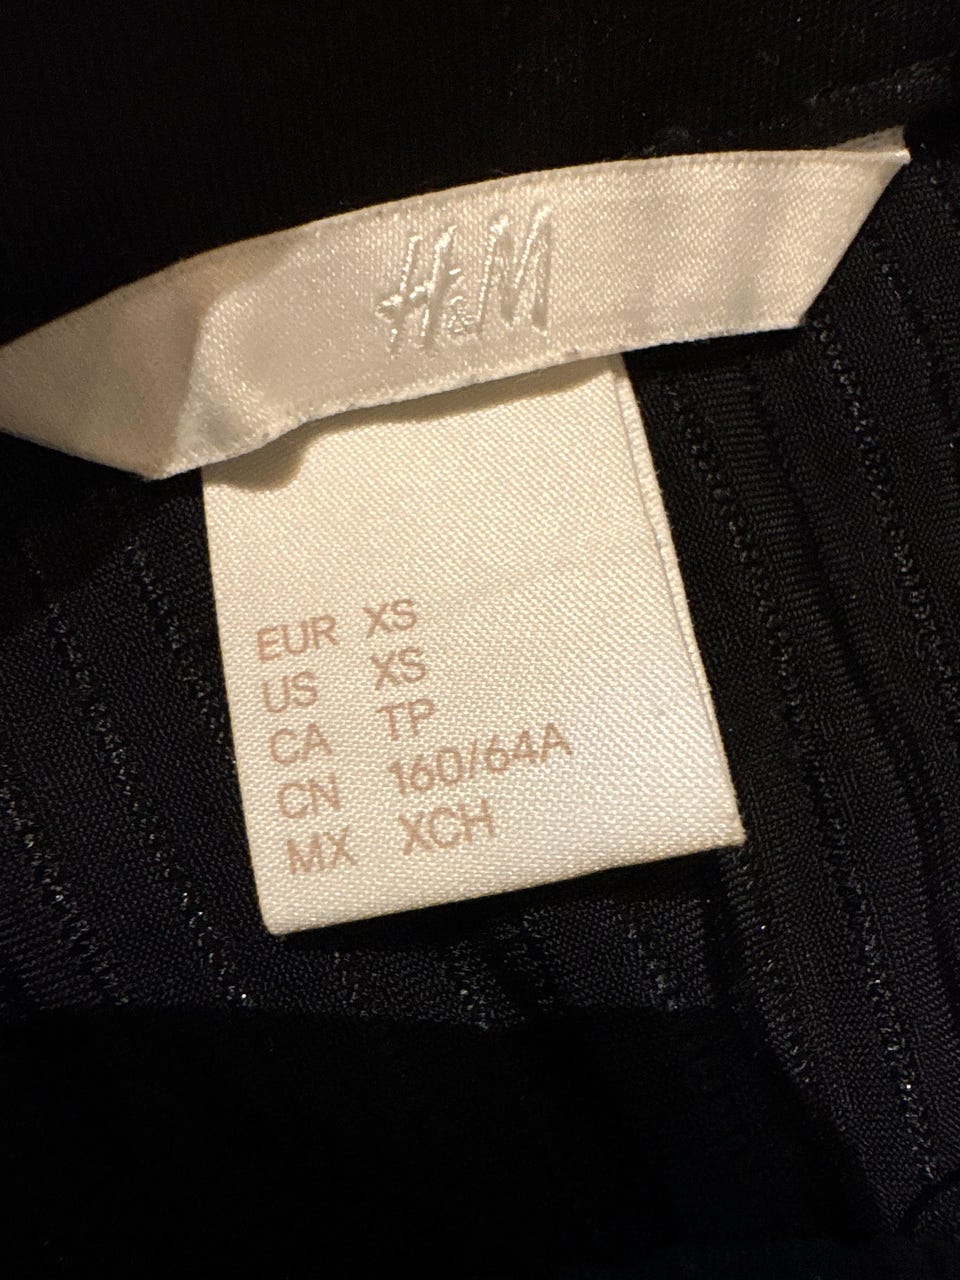 H&M
EUR XS
US XS
CA TP
CN 160/64A
MX XCH